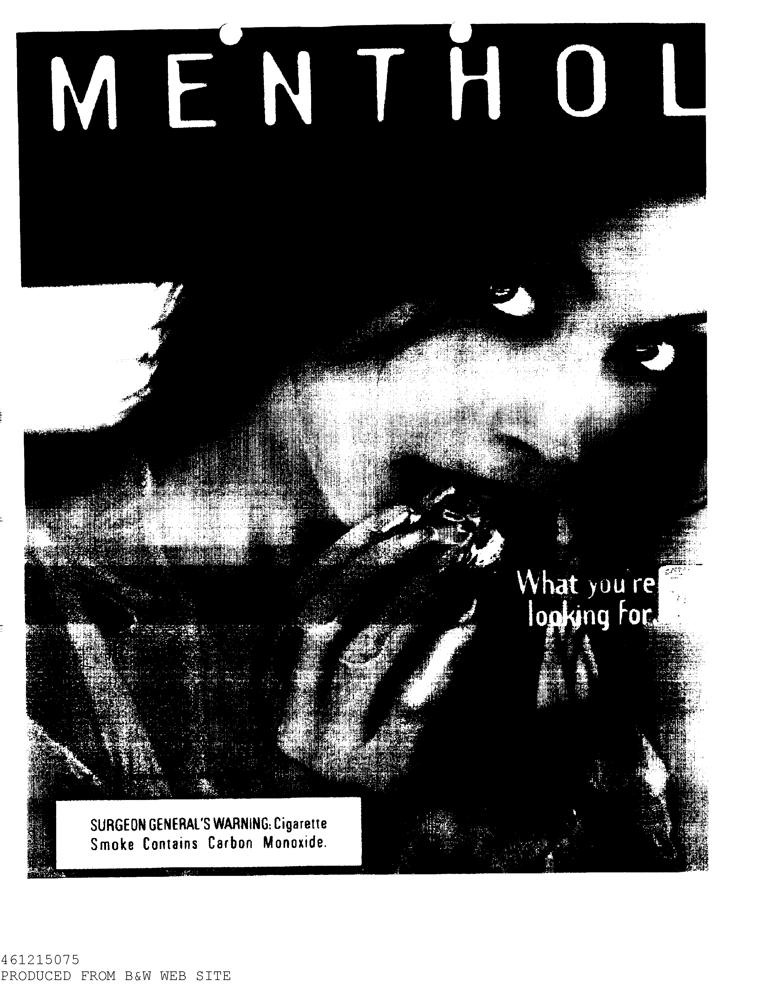 MENTHOL
What you're
looking for.
SURGEON GENERAL'S WARNING: Cigarette
Smoke Contains Carbon Monoxide.
461215075
PRODUCED FROM B&W WEB SITE